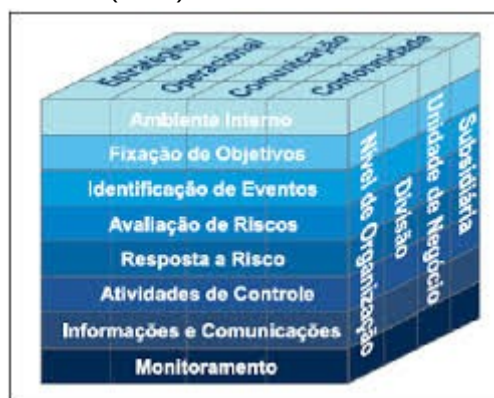 Estratégico
Operacional
Comunicação
Conformidade
Ambiente Interno
Fixação de Objetivos
Identificação de Eventos
Avaliação de Riscos
Resposta a Risco
Atividades de Controle
Informações e Comunicações
Monitoramento
Nível de Organização
Divisão
Unidade de Negócio
Subsidiária